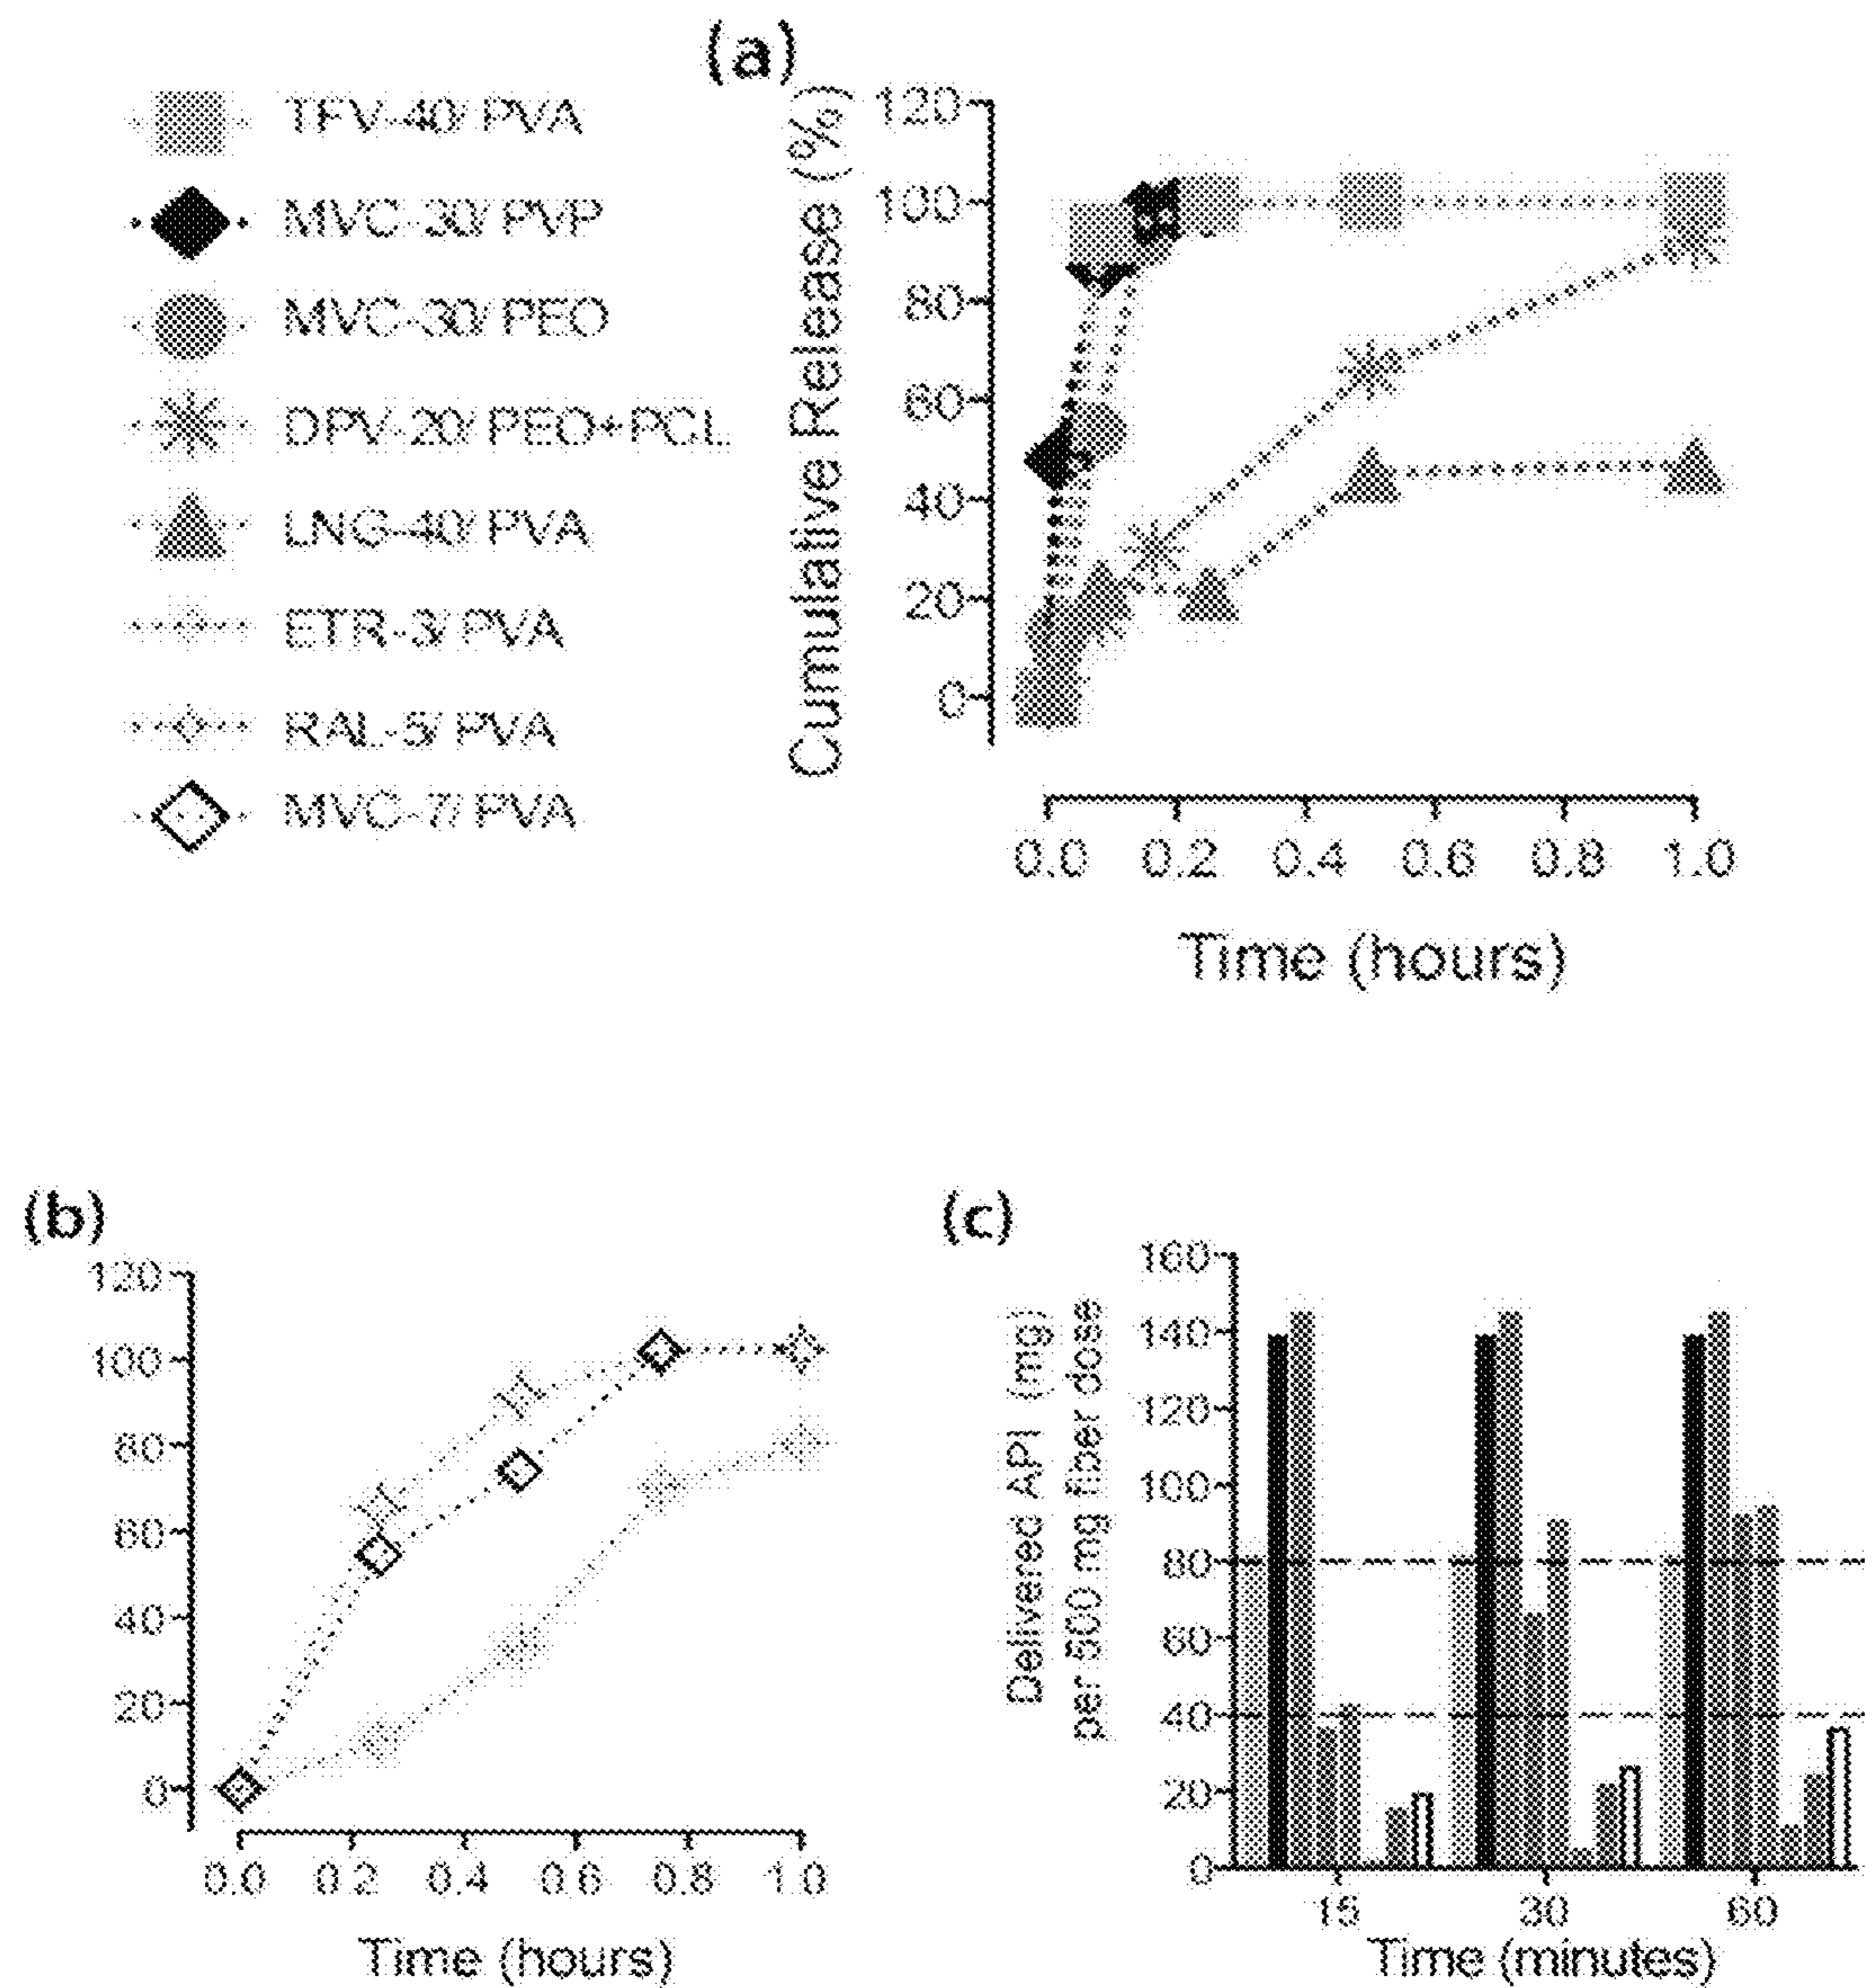 (a)
TFV-40/ PVA
MVC-30/ PVP
MVC-30/ PEO
DPV-20/ PEO+PCL
LNG-40/ PVA
ETR-3/ PVA
RAL-5/ PVA
MVC-7/ PVA
Cumulative Release (%)
120
100
80
60
40
20
0
0.0 0.2 0.4 0.6 0.8 1.0
Time (hours)
(b)
120
100
80
60
40
20
0
0.0 0.2 0.4 0.6 0.8 1.0
Time (hours)
(c)
Delivered API (mg)
per 500 mg fiber dose
160
140
120
100
80
60
40
20
0
15 30 60
Time (minutes)